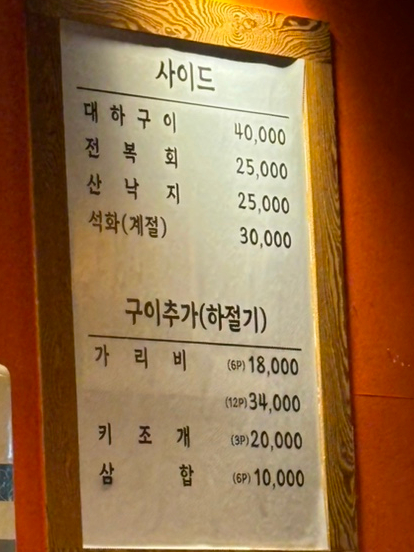 사이드
대하구이 40,000
전복회 25,000
산낙지 25,000
석화(계절) 30,000
구이추가(하절기)
가리비 (6P) 18,000
(12P) 34,000
키조개 (3P) 20,000
삼합 (6P) 10,000